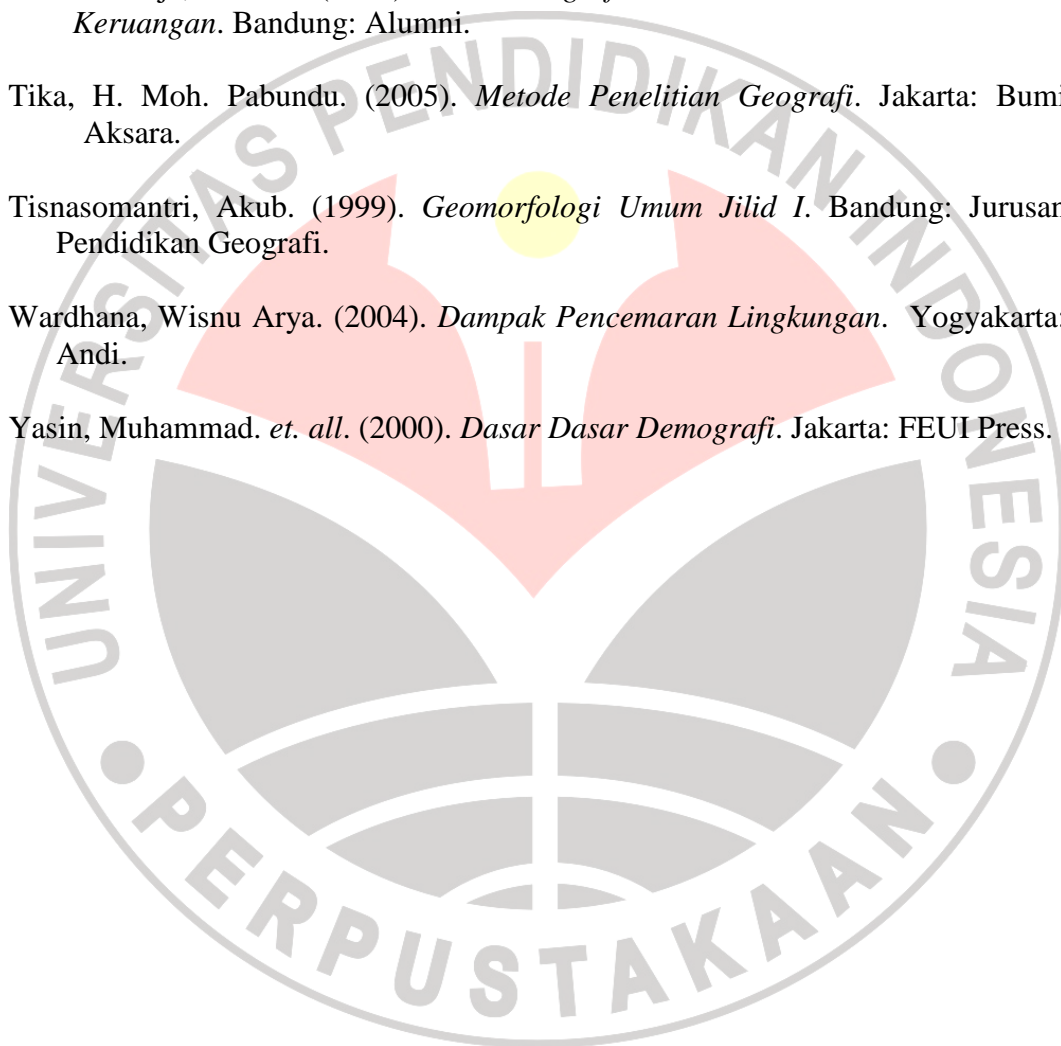 Keruangan. Bandung: Alumni.
Tika, H. Moh. Pabundu. (2005). Metode Penelitian Geografi. Jakarta: Bumi
Aksara.
Tisnasomantri, Akub. (1999). Geomorfologi Umum Jilid I. Bandung: Jurusan
Pendidikan Geografi.
Wardhana, Wisnu Arya. (2004). Dampak Pencemaran Lingkungan. Yogyakarta:
Andi.
Yasin, Muhammad. et. all. (2000). Dasar Dasar Demografi. Jakarta: FEUI Press.
UNIVERSITAS PENDIDIKAN INDONESIA
PERPUSTAKAAN